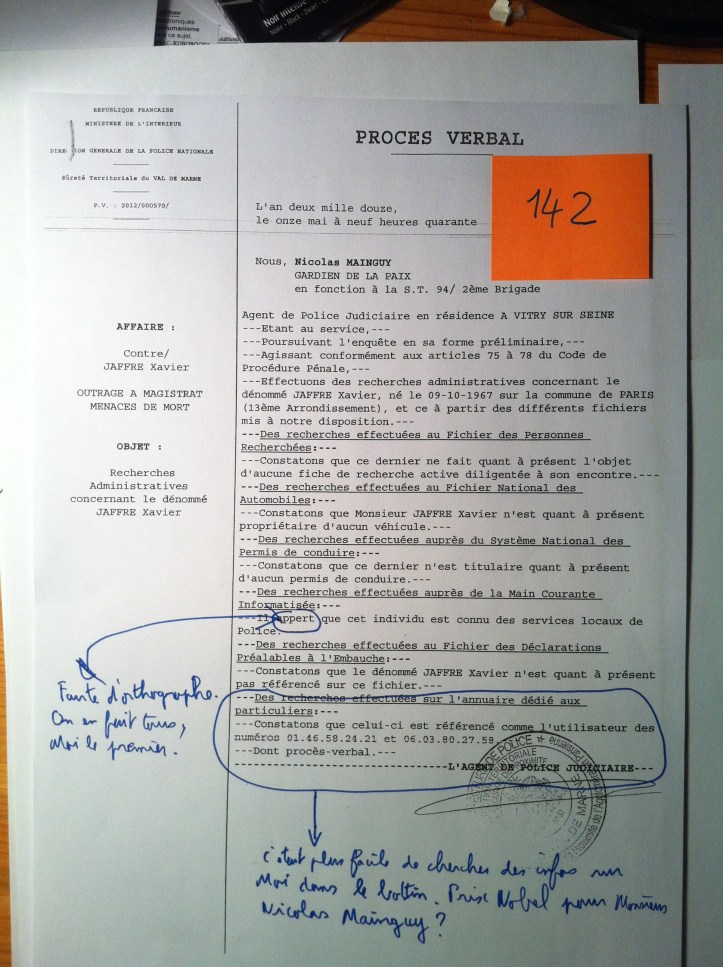 Noir intense
Noir - Black - Zwart
troniques
umanisme
ce sujet.
REPUBLIQUE FRANCAISE
MINISTERE DE L'INTERIEUR
DIRE ION GENERALE DE LA POLICE NATIONALE
Sûreté Territoriale du VAL DE MARNE
P.V. : 2012/000570/
PROCES VERBAL
142
L'an deux mille douze,
le onze mai à neuf heures quarante
Nous, Nicolas MAINGUY
GARDIEN DE LA PAIX
en fonction à la S.T. 94/ 2ème Brigade
AFFAIRE :
Contre/
JAFFRE Xavier
OUTRAGE A MAGISTRAT
MENACES DE MORT
OBJET :
Recherches
Administratives
concernant le dénommé
JAFFRE Xavier
Agent de Police Judiciaire en résidence A VITRY SUR SEINE
---Etant au service,---
---Poursuivant l'enquête en sa forme préliminaire,---
---Agissant conformément aux articles 75 à 78 du Code de
Procédure Pénale,---
---Effectuons des recherches administratives concernant le
dénommé JAFFRE Xavier, né le 09-10-1967 sur la commune de PARIS
(13ème Arrondissement), et ce à partir des différents fichiers
mis à notre disposition.---
---Des recherches effectuées au Fichier des Personnes
Recherchées:---
---Constatons que ce dernier ne fait quant à présent l'objet
d'aucune fiche de recherche active diligentée à son encontre.---
---Des recherches effectuées au Fichier National des
Automobiles:---
---Constatons que Monsieur JAFFRE Xavier n'est quant à présent
propriétaire d'aucun véhicule.---
---Des recherches effectuées auprès du Système National des
Permis de conduire:---
---Constatons que ce dernier n'est titulaire quant à présent
d'aucun permis de conduire.---
---Des recherches effectuées auprès de la Main Courante
Informatisée:---
---Il appert que cet individu est connu des services locaux de
Police.
---Des recherches effectuées au Fichier des Déclarations
Préalables à l'Embauche:---
---Constatons que le dénommé JAFFRE Xavier n'est quant à présent
pas référencé sur ce fichier.---
---Des recherches effectuées sur l'annuaire dédié aux
particuliers:---
---Constatons que celui-ci est référencé comme l'utilisateur des
numéros 01.46.58.24.21 et 06.03.80.27.58
---Dont procès-verbal.---
L'AGENT DE POLICE JUDICIAIRE---
Faute d'orthographe.
On en fait tous,
Moi le premier.
c'était plus facile de chercher des infos sur
Moi dans le bottin. Prix Nobel pour Monsieur
Nicolas Mainguy ?